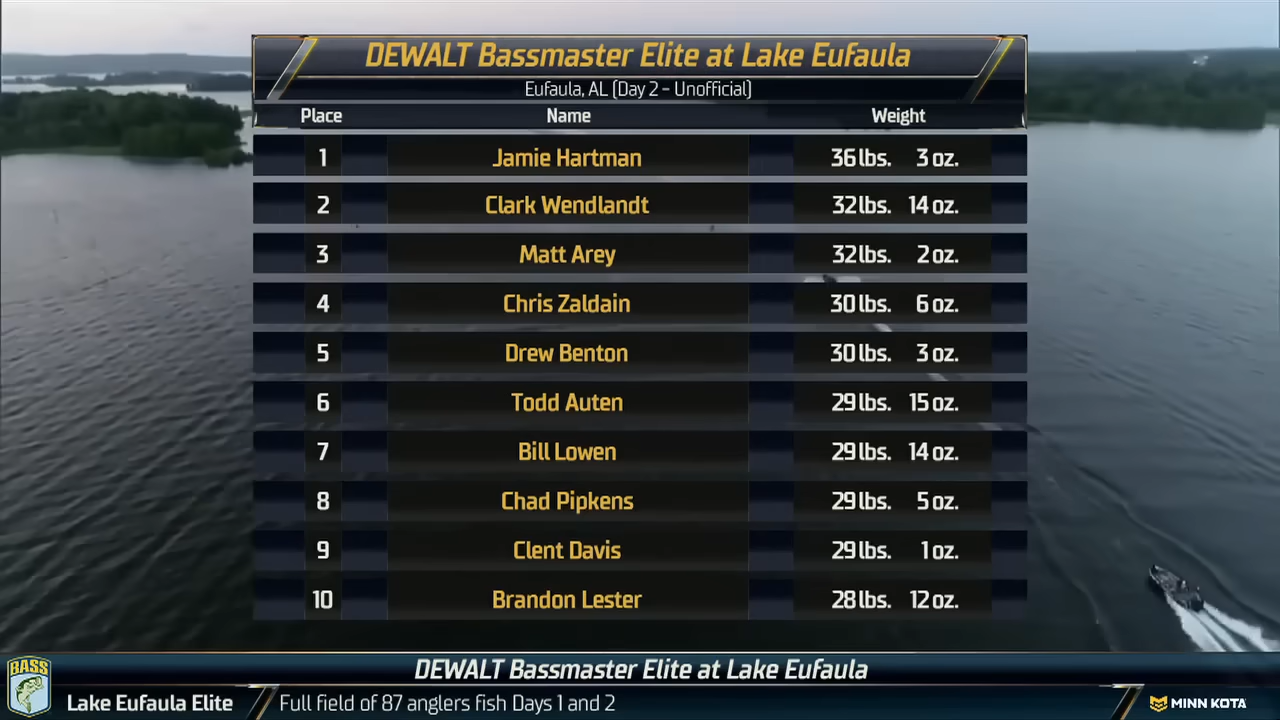 DEWALT Bassmaster Elite at Lake Eufaula
Eufaula, AL (Day 2 - Unofficial)
Place Name Weight
1 Jamie Hartman 36 lbs. 3 oz.
2 Clark Wendlandt 32 lbs. 14 oz.
3 Matt Arey 32 lbs. 2 oz.
4 Chris Zaldain 30 lbs. 6 oz.
5 Drew Benton 30 lbs. 3 oz.
6 Todd Auten 29 lbs. 15 oz.
7 Bill Lowen 29 lbs. 14 oz.
8 Chad Pipkens 29 lbs. 5 oz.
9 Clent Davis 29 lbs. 1 oz.
10 Brandon Lester 28 lbs. 12 oz.
DEWALT Bassmaster Elite at Lake Eufaula
BASS
Lake Eufaula Elite Full field of 87 anglers fish Days 1 and 2 MINN KOTA